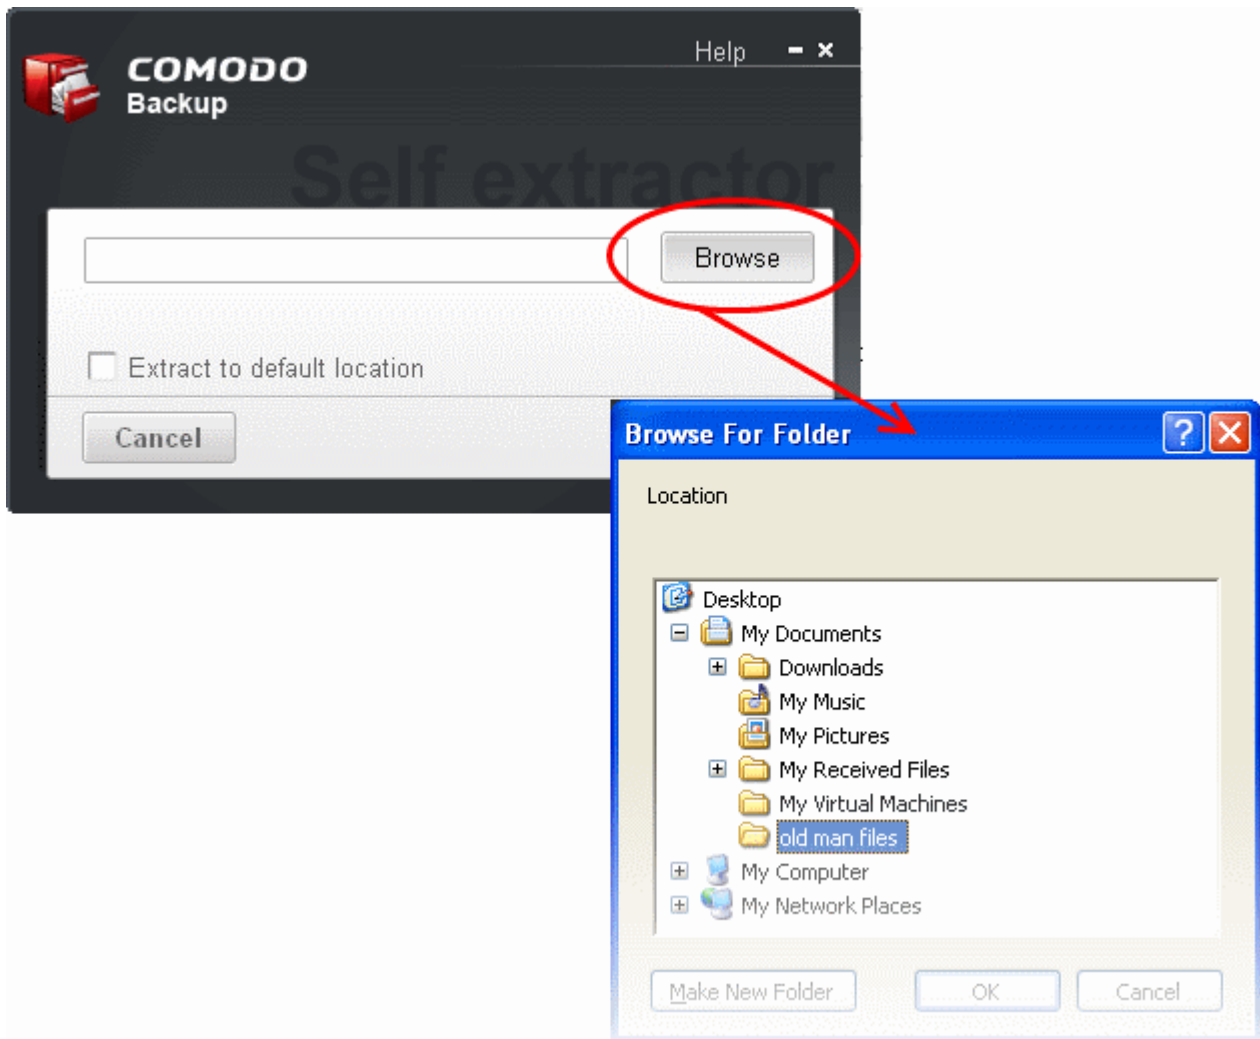 COMODO
Backup
Help
Self extractor
Browse
Extract to default location
Cancel
Browse For Folder
Location
Desktop
My Documents
Downloads
My Music
My Pictures
My Received Files
My Virtual Machines
old man files
My Computer
My Network Places
Make New Folder
OK
Cancel